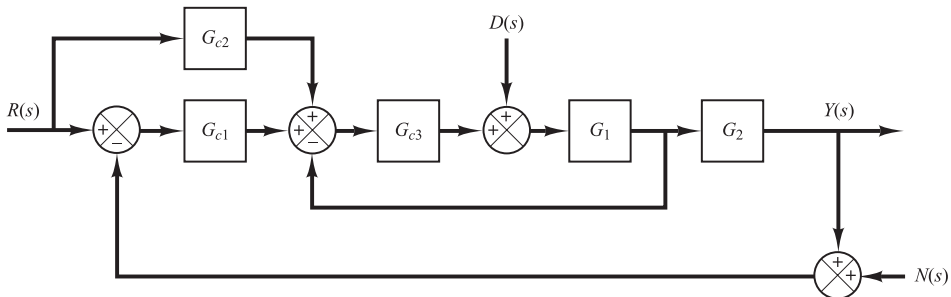 D(s)
G_{c2}
R(s)
+ −
G_{c1}
+ + −
G_{c3}
+ +
G_1
G_2
Y(s)
+ +
N(s)